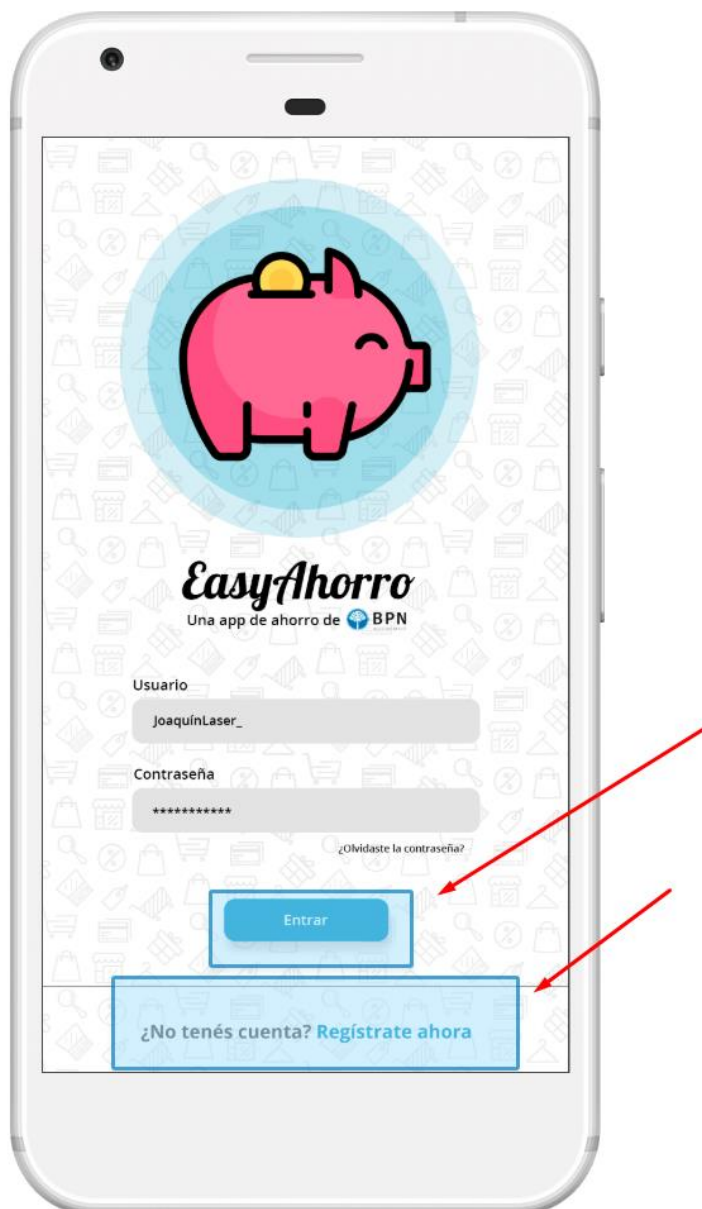 EasyAhorro
Una app de ahorro de BPN
Usuario
JoaquínLaser_
Contraseña
***********
¿Olvidaste la contraseña?
Entrar
¿No tenés cuenta? Regístrate ahora